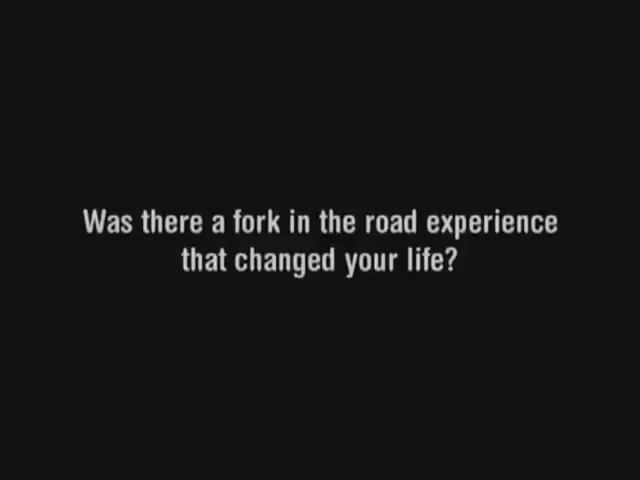 Was there a fork in the road experience
that changed your life?